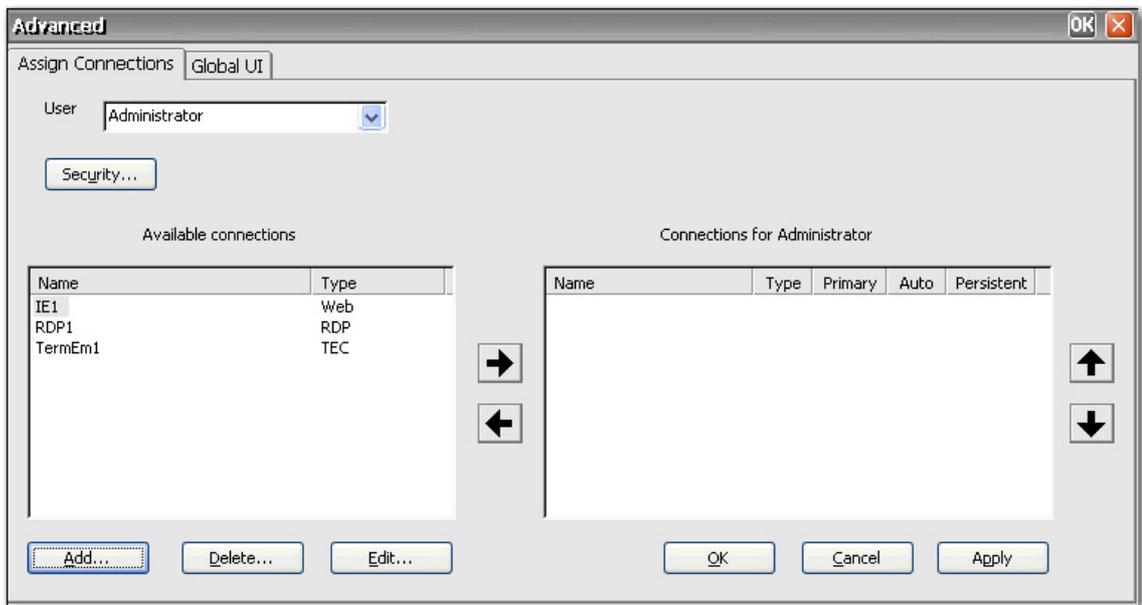 Advanced OK
Assign Connections Global UI
User Administrator
Security...
Available connections Connections for Administrator
Name Type Name Type Primary Auto Persistent
IE1 Web
RDP1 RDP
TermEm1 TEC
Add... Delete... Edit... OK Cancel Apply